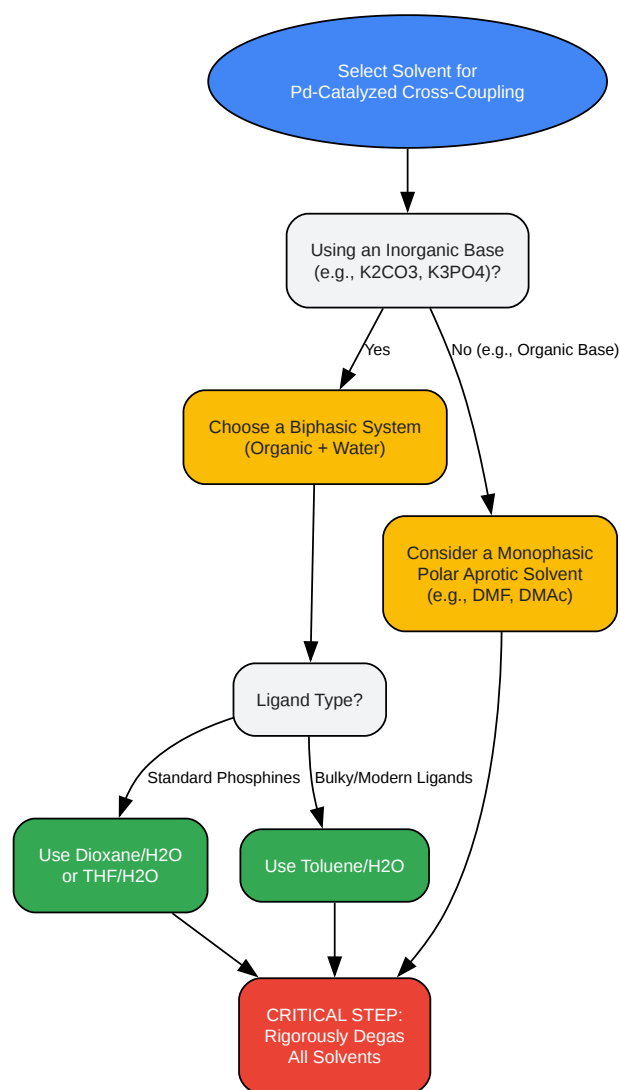 Select Solvent for
Pd-Catalyzed Cross-Coupling
Using an Inorganic Base
(e.g., K2CO3, K3PO4)?
Yes
No (e.g., Organic Base)
Choose a Biphasic System
(Organic + Water)
Consider a Monophasic
Polar Aprotic Solvent
(e.g., DMF, DMAc)
Ligand Type?
Standard Phosphines
Bulky/Modern Ligands
Use Dioxane/H2O
or THF/H2O
Use Toluene/H2O
CRITICAL STEP:
Rigorously Degas
All Solvents